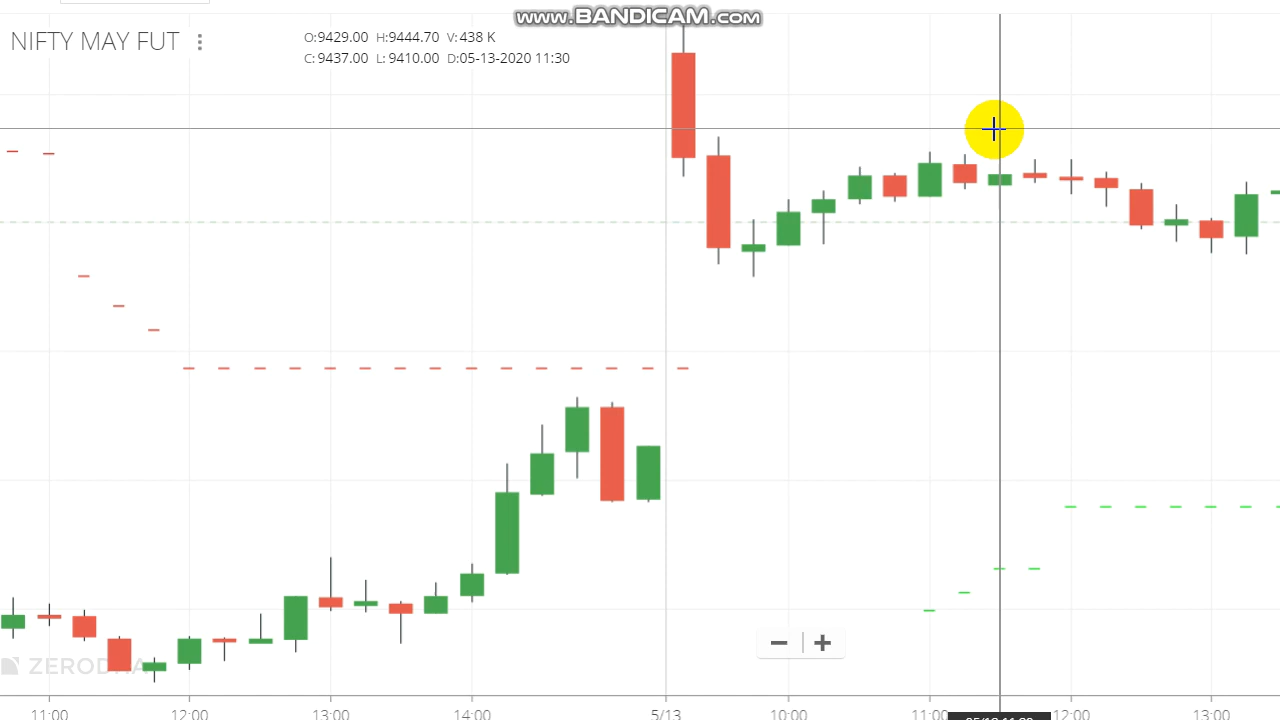 www.BANDICAM.com
NIFTY MAY FUT
O:9429.00 H:9444.70 V:438 K
C:9437.00 L:9410.00 D:05-13-2020 11:30
ZERODHA
11:00 12:00 13:00 14:00 5/13 10:00 11:00 12:00 13:00